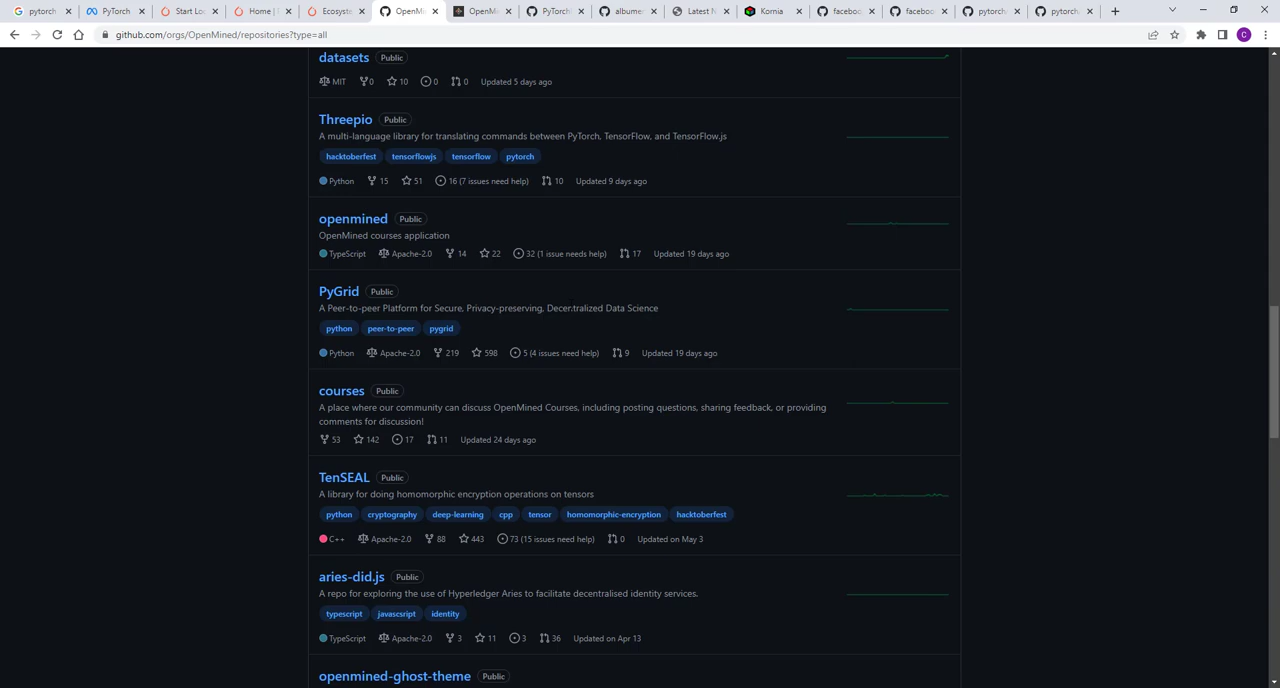 pytorch
PyTorch
Start Loc
Home |
Ecosyste
OpenMin
OpenMe
PyTorch
albume
Latest N
Kornia
faceboo
faceboo
pytorch
pytorch
github.com/orgs/OpenMined/repositories?type=all
C
datasets Public
MIT 0 10 0 0 Updated 5 days ago
Threepio Public
A multi-language library for translating commands between PyTorch, TensorFlow, and TensorFlow.js
hacktoberfest tensorflowjs tensorflow pytorch
Python 15 51 16 (7 issues need help) 10 Updated 9 days ago
openmined Public
OpenMined courses application
TypeScript Apache-2.0 14 22 32 (1 issue needs help) 17 Updated 19 days ago
PyGrid Public
A Peer-to-peer Platform for Secure, Privacy-preserving, Decentralized Data Science
python peer-to-peer pygrid
Python Apache-2.0 219 598 5 (4 issues need help) 9 Updated 19 days ago
courses Public
A place where our community can discuss OpenMined Courses, including posting questions, sharing feedback, or providing
comments for discussion!
53 142 17 11 Updated 24 days ago
TenSEAL Public
A library for doing homomorphic encryption operations on tensors
python cryptography deep-learning cpp tensor homomorphic-encryption hacktoberfest
C++ Apache-2.0 88 443 73 (15 issues need help) 0 Updated on May 3
aries-did.js Public
A repo for exploring the use of Hyperledger Aries to facilitate decentralised identity services.
typescript javascsript identity
TypeScript Apache-2.0 3 11 3 36 Updated on Apr 13
openmined-ghost-theme Public